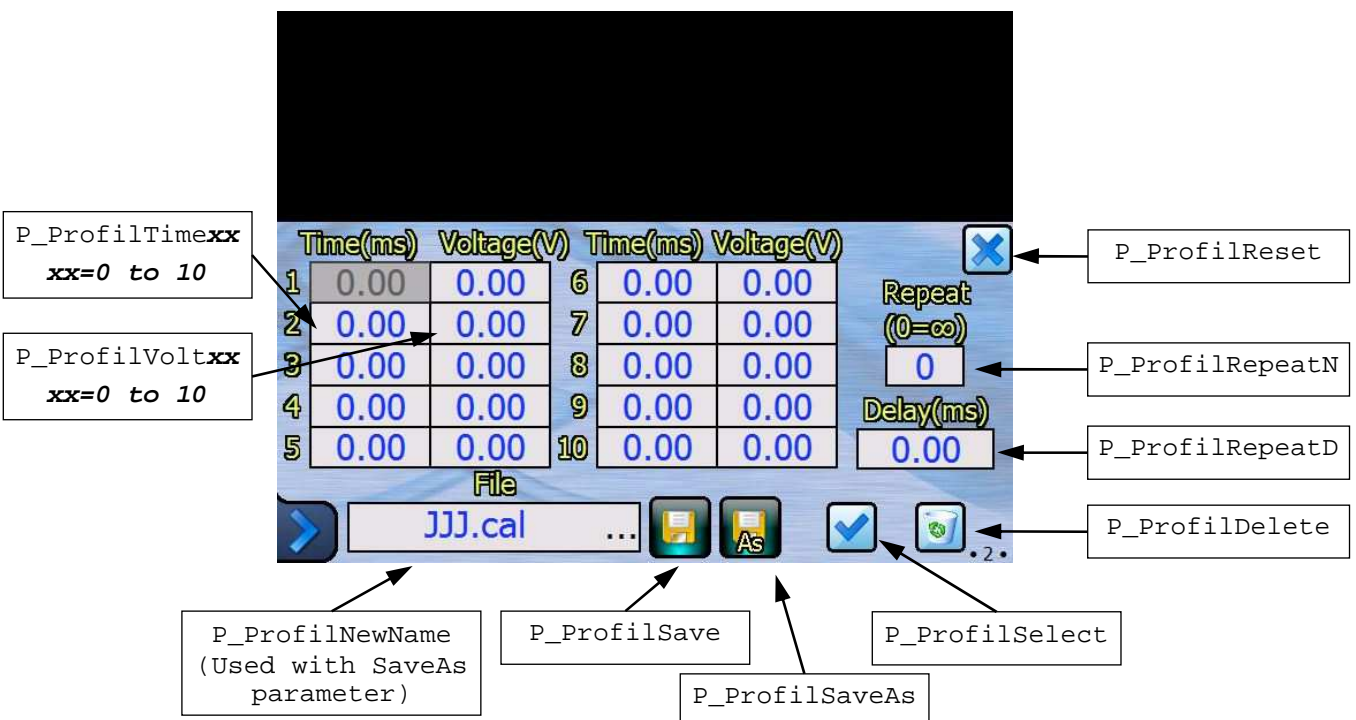 P_ProfilTimexx
xx=0 to 10
P_ProfilVoltxx
xx=0 to 10
Time(ms) Voltage(V) Time(ms) Voltage(V)
1 0.00 0.00 6 0.00 0.00
2 0.00 0.00 7 0.00 0.00
3 0.00 0.00 8 0.00 0.00
4 0.00 0.00 9 0.00 0.00
5 0.00 0.00 10 0.00 0.00
Repeat
(0=∞)
0
Delay(ms)
0.00
File
JJJ.cal ...
As
•2•
P_ProfilReset
P_ProfilRepeatN
P_ProfilRepeatD
P_ProfilDelete
P_ProfilNewName
(Used with SaveAs
parameter)
P_ProfilSave
P_ProfilSaveAs
P_ProfilSelect